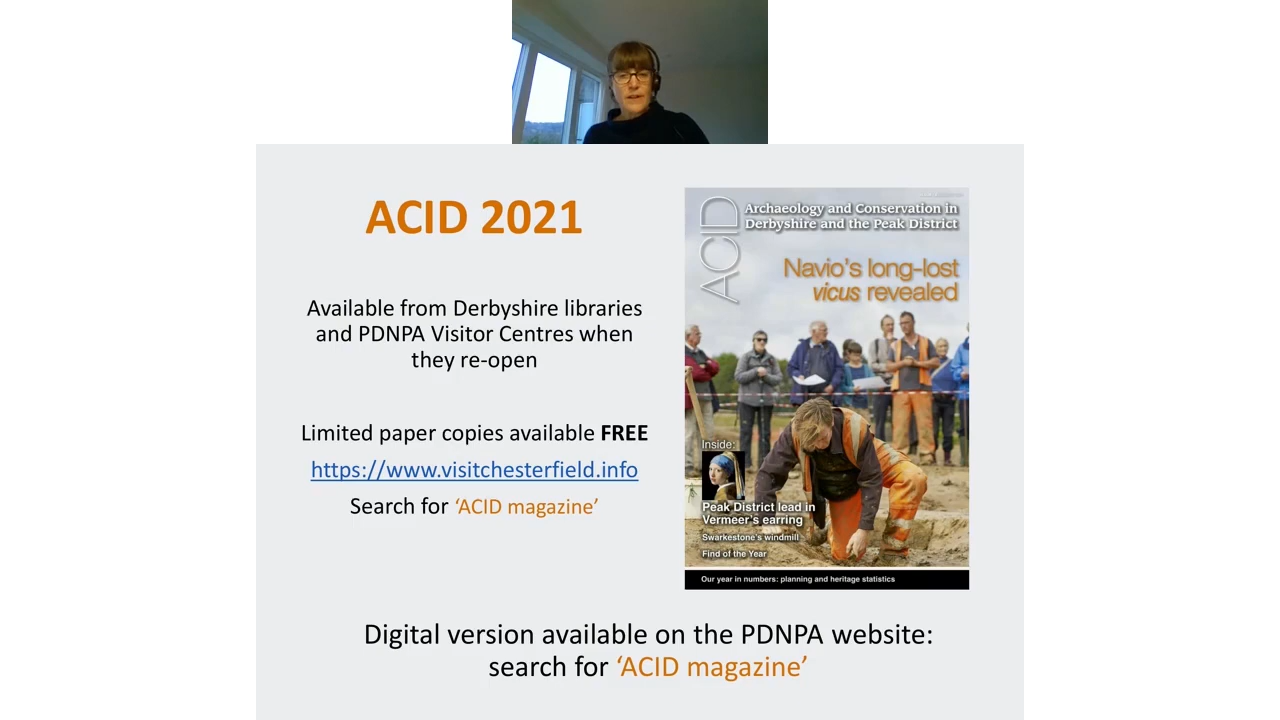 ACID 2021
Available from Derbyshire libraries
and PDNPA Visitor Centres when
they re-open
Limited paper copies available FREE
https://www.visitchesterfield.info
Search for ‘ACID magazine’
ACID
Archaeology and Conservation in
Derbyshire and the Peak District
Navio's long-lost
vicus revealed
Inside:
Peak District lead in
Vermeer's earring
Swarkestone's windmill
Find of the Year
Our year in numbers: planning and heritage statistics
Digital version available on the PDNPA website:
search for ‘ACID magazine’